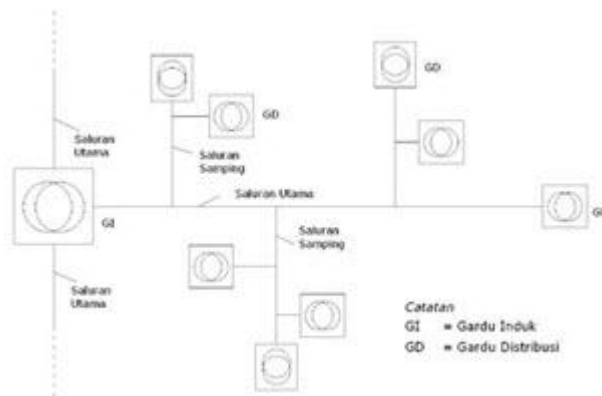 GD
Saluran
Utama
GD
Saluran
Samping
Saluran Utama
GI
Saluran
Samping
Saluran
Utama
Catatan
GI = Gardu Induk
GD = Gardu Distribusi